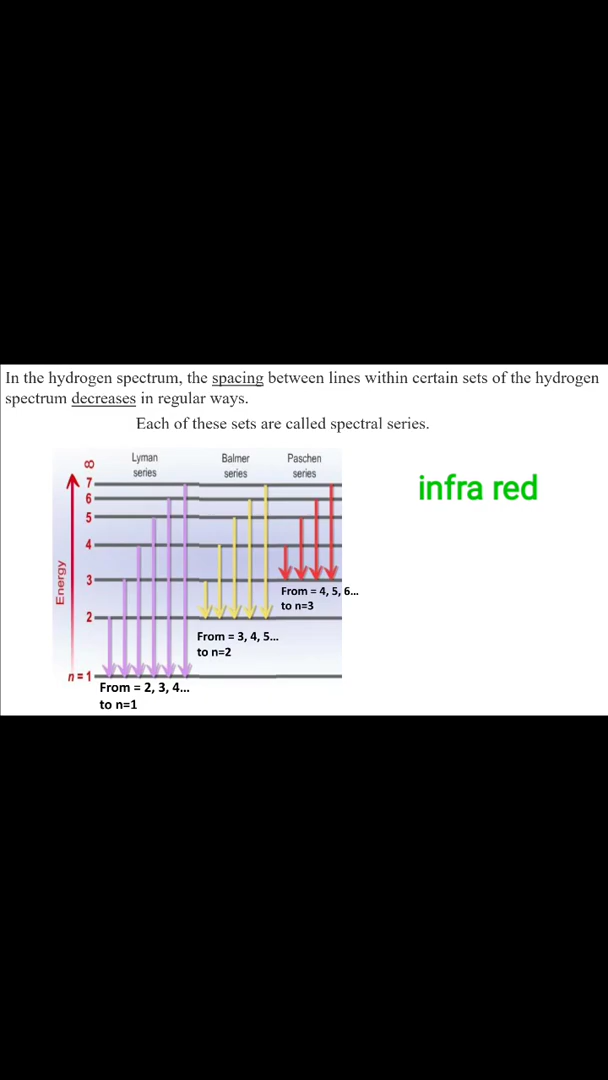 In the hydrogen spectrum, the spacing between lines within certain sets of the hydrogen
spectrum decreases in regular ways.
Each of these sets are called spectral series.
Lyman
series
Balmer
series
Paschen
series
infra red
∞
7
6
5
4
3
2
n = 1
Energy
From = 4, 5, 6...
to n=3
From = 3, 4, 5...
to n=2
From = 2, 3, 4...
to n=1